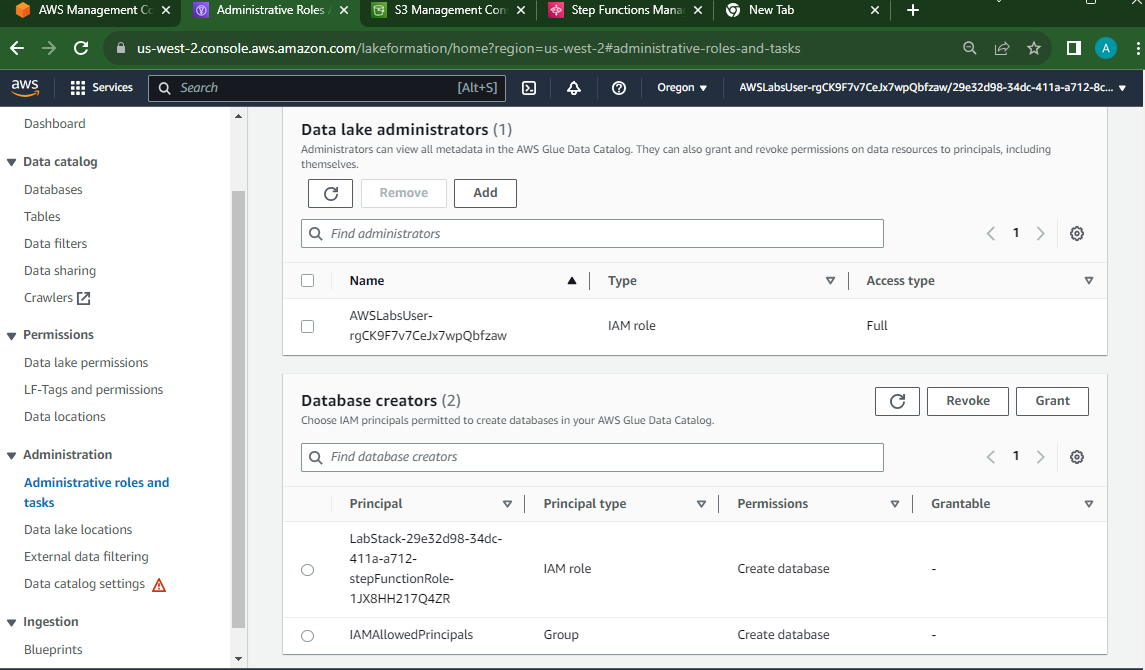 AWS Management Co
Administrative Roles
S3 Management Con
Step Functions Mana
New Tab
us-west-2.console.aws.amazon.com/lakeformation/home?region=us-west-2#administrative-roles-and-tasks
A
aws
Services
Search
[Alt+S]
Oregon
AWSLabsUser-rgCK9F7v7CeJx7wpQbfzaw/29e32d98-34dc-411a-a712-8c...
Dashboard
Data catalog
Databases
Tables
Data filters
Data sharing
Crawlers
Permissions
Data lake permissions
LF-Tags and permissions
Data locations
Administration
Administrative roles and
tasks
Data lake locations
External data filtering
Data catalog settings
Ingestion
Blueprints
Data lake administrators (1)
Administrators can view all metadata in the AWS Glue Data Catalog. They can also grant and revoke permissions on data resources to principals, including
themselves.
Remove
Add
Find administrators
1
Name
Type
Access type
AWSLabsUser-
rgCK9F7v7CeJx7wpQbfzaw
IAM role
Full
Database creators (2)
Choose IAM principals permitted to create databases in your AWS Glue Data Catalog.
Revoke
Grant
Find database creators
1
Principal
Principal type
Permissions
Grantable
LabStack-29e32d98-34dc-
411a-a712-
stepFunctionRole-
1JX8HH217Q4ZR
IAM role
Create database
-
IAMAllowedPrincipals
Group
Create database
-